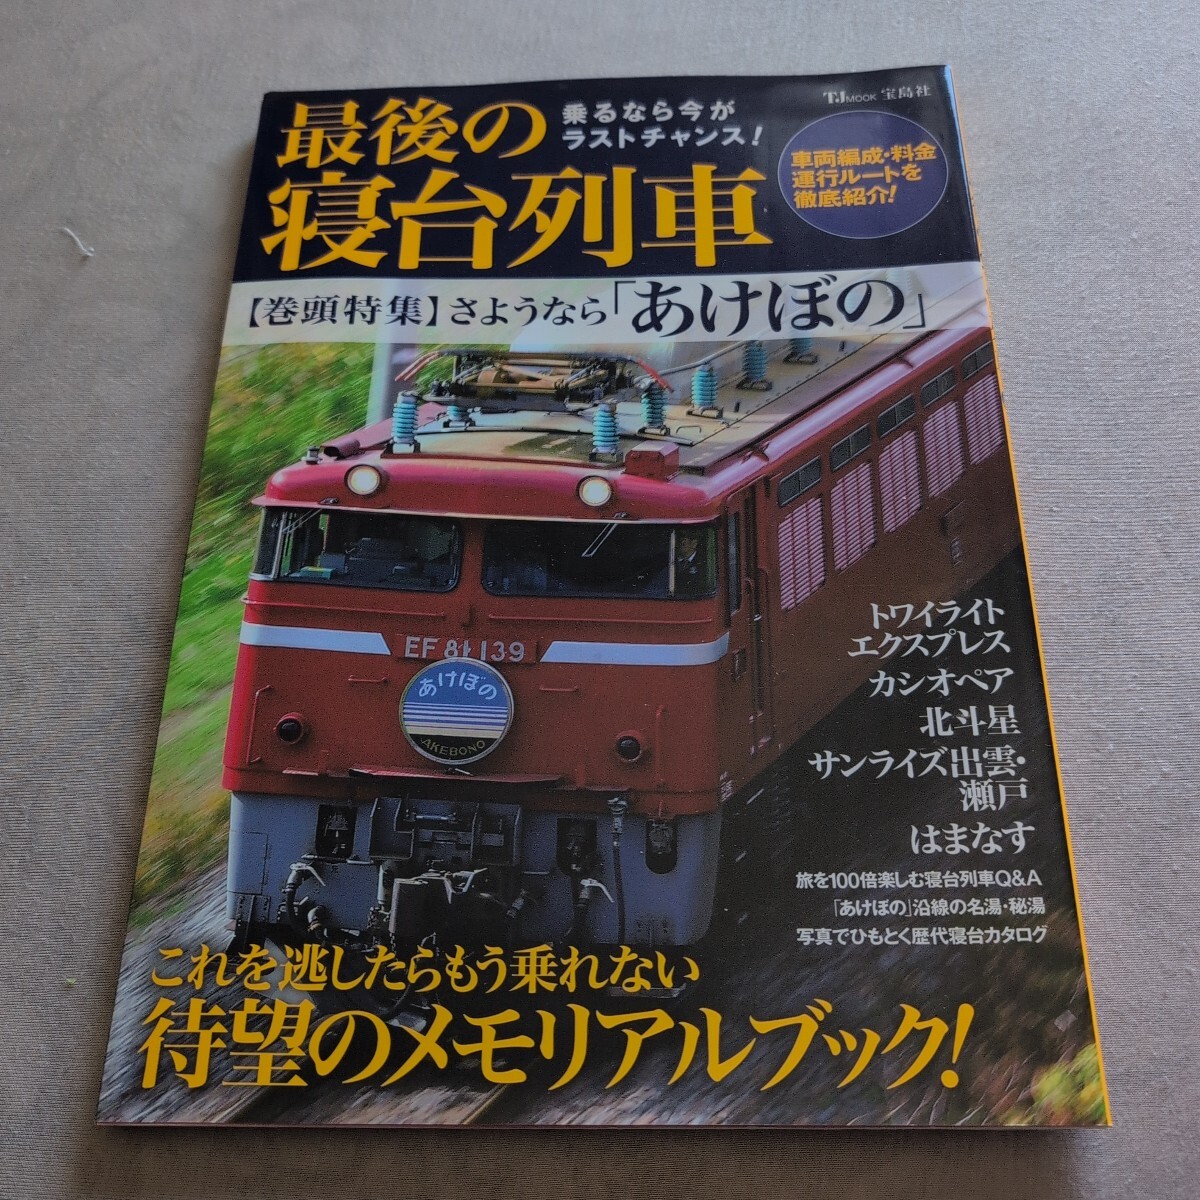 TJ MOOK 宝島社
最後の
寝台列車
乗るなら今が
ラストチャンス!
車両編成・料金
運行ルートを
徹底紹介!
【巻頭特集】さようなら「あけぼの」
EF 81 139
あけぼの
AKEBONO
トワイライト
エクスプレス
カシオペア
北斗星
サンライズ出雲・
瀬戸
はまなす
旅を100倍楽しむ寝台列車Q&A
「あけぼの」沿線の名湯・秘湯
写真でひもとく歴代寝台カタログ
これを逃したらもう乗れない
待望のメモリアルブック!